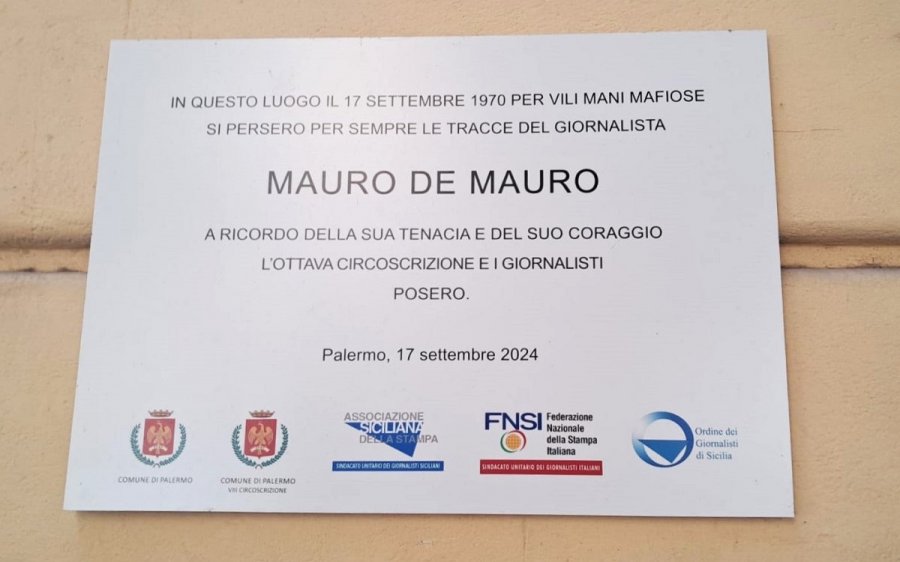 IN QUESTO LUOGO IL 17 SETTEMBRE 1970 PER VILI MANI MAFIOSE
SI PERSERO PER SEMPRE LE TRACCE DEL GIORNALISTA
MAURO DE MAURO
A RICORDO DELLA SUA TENACIA E DEL SUO CORAGGIO
L'OTTAVA CIRCOSCRIZIONE E I GIORNALISTI
POSERO.
Palermo, 17 settembre 2024
COMUNE DI PALERMO
COMUNE DI PALERMO
VIII CIRCOSCRIZIONE
ASSOCIAZIONE
SICILIANA
DELLA STAMPA
SINDACATO UNITARIO DEI GIORNALISTI SICILIANI
FNSI
Federazione
Nazionale
della Stampa
Italiana
SINDACATO UNITARIO DEI GIORNALISTI ITALIANI
Ordine dei
Giornalisti
di Sicilia